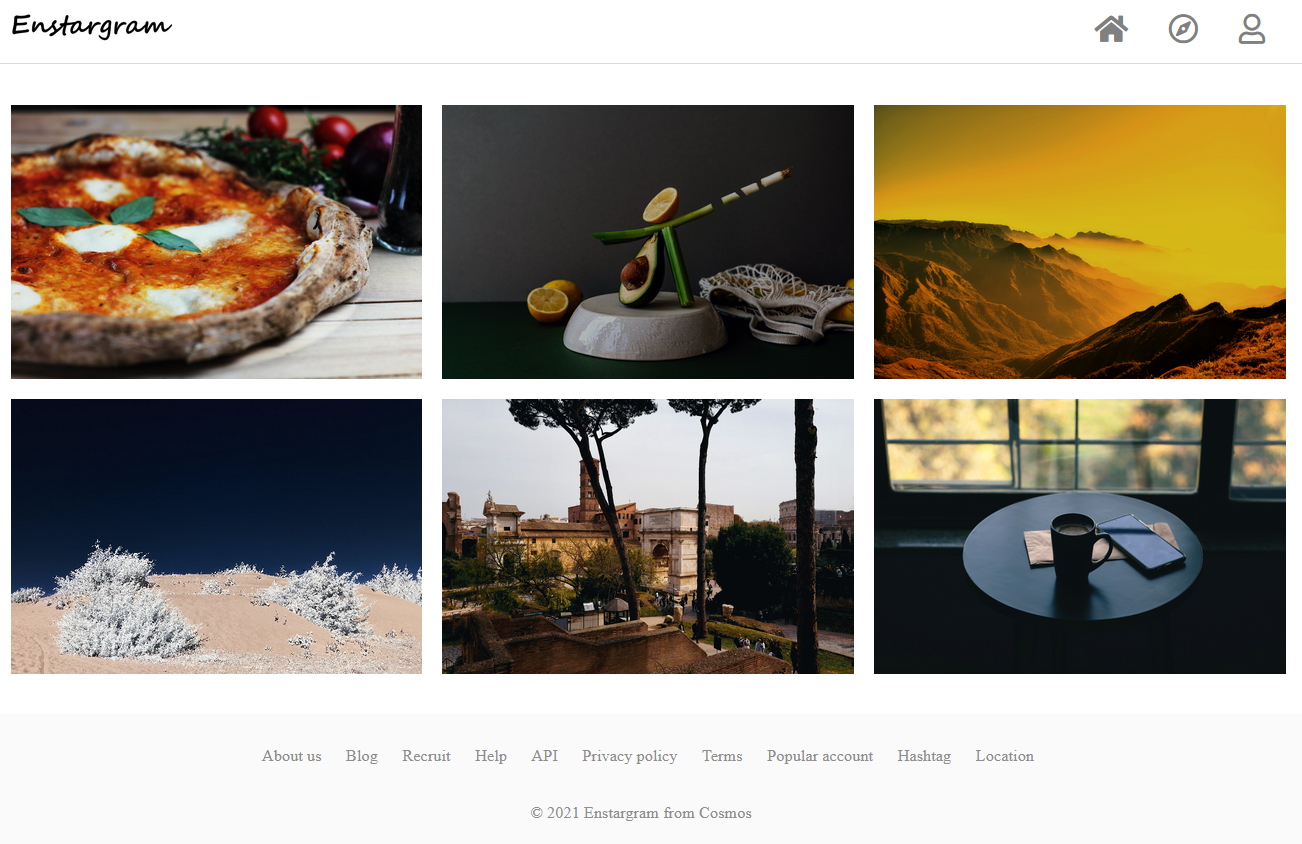 Enstargram
About us Blog Recruit Help API Privacy policy Terms Popular account Hashtag Location
© 2021 Enstargram from Cosmos